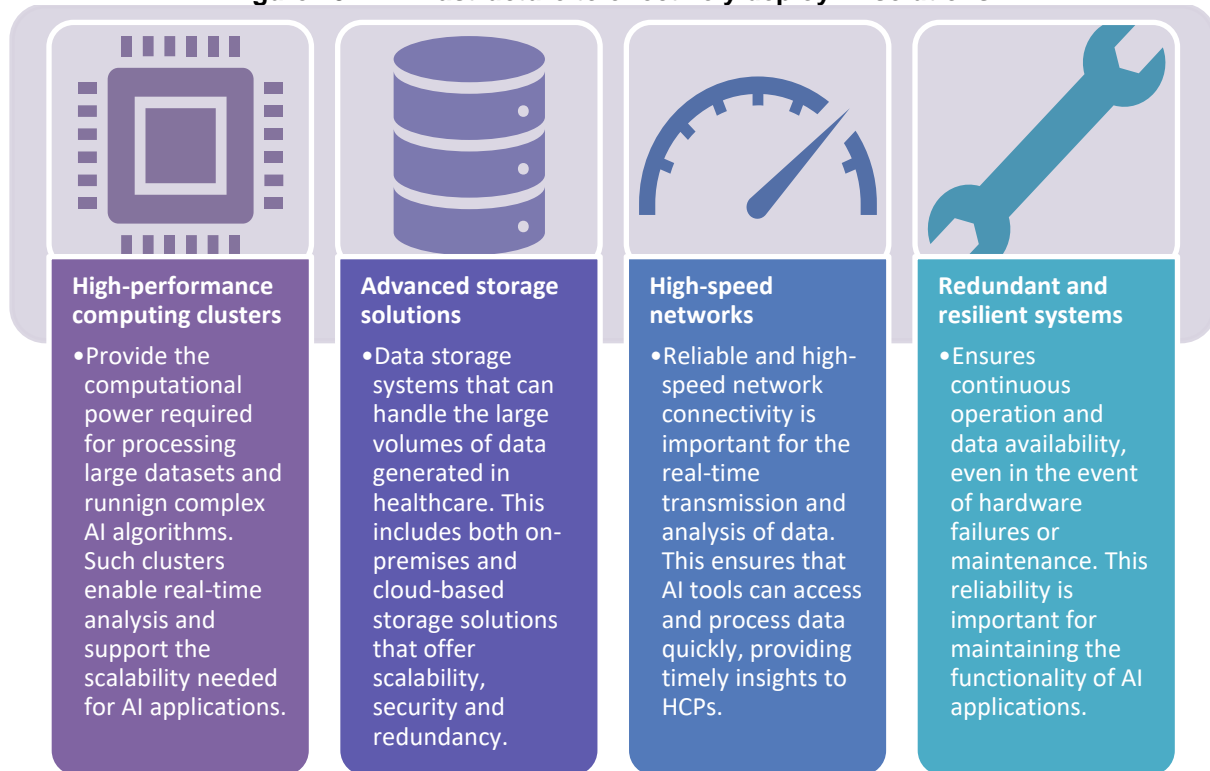 High-performance
computing clusters
•Provide the
computational
power required
for processing
large datasets and
runnign complex
AI algorithms.
Such clusters
enable real-time
analysis and
support the
scalability needed
for AI applications.
Advanced storage
solutions
•Data storage
systems that can
handle the large
volumes of data
generated in
healthcare. This
includes both on-
premises and
cloud-based
storage solutions
that offer
scalability,
security and
redundancy.
High-speed
networks
•Reliable and high-
speed network
connectivity is
important for the
real-time
transmission and
analysis of data.
This ensures that
AI tools can access
and process data
quickly, providing
timely insights to
HCPs.
Redundant and
resilient systems
•Ensures
continuous
operation and
data availability,
even in the event
of hardware
failures or
maintenance. This
reliability is
important for
maintaining the
functionality of AI
applications.